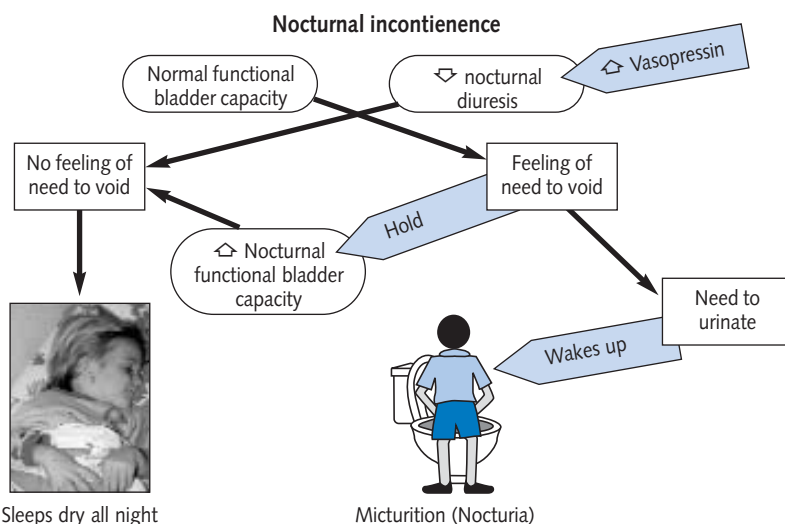 Nocturnal incontienence
Normal functional
bladder capacity
nocturnal
diuresis
Vasopressin
No feeling of
need to void
Feeling of
need to void
Hold
Nocturnal
functional bladder
capacity
Need to
urinate
Wakes up
Sleeps dry all night
Micturition (Nocturia)